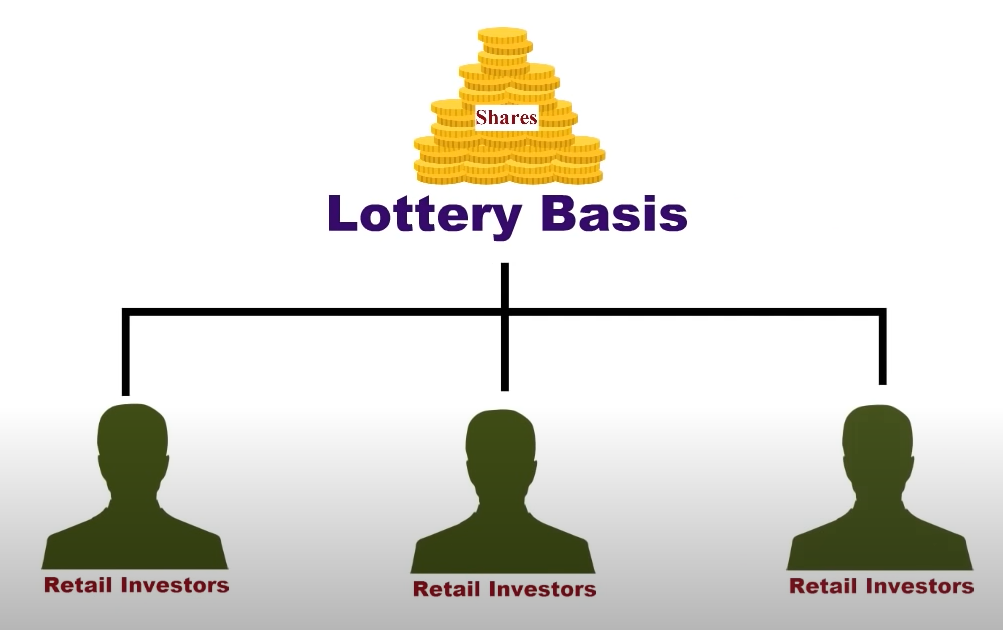 Shares
Lottery Basis
Retail Investors
Retail Investors
Retail Investors